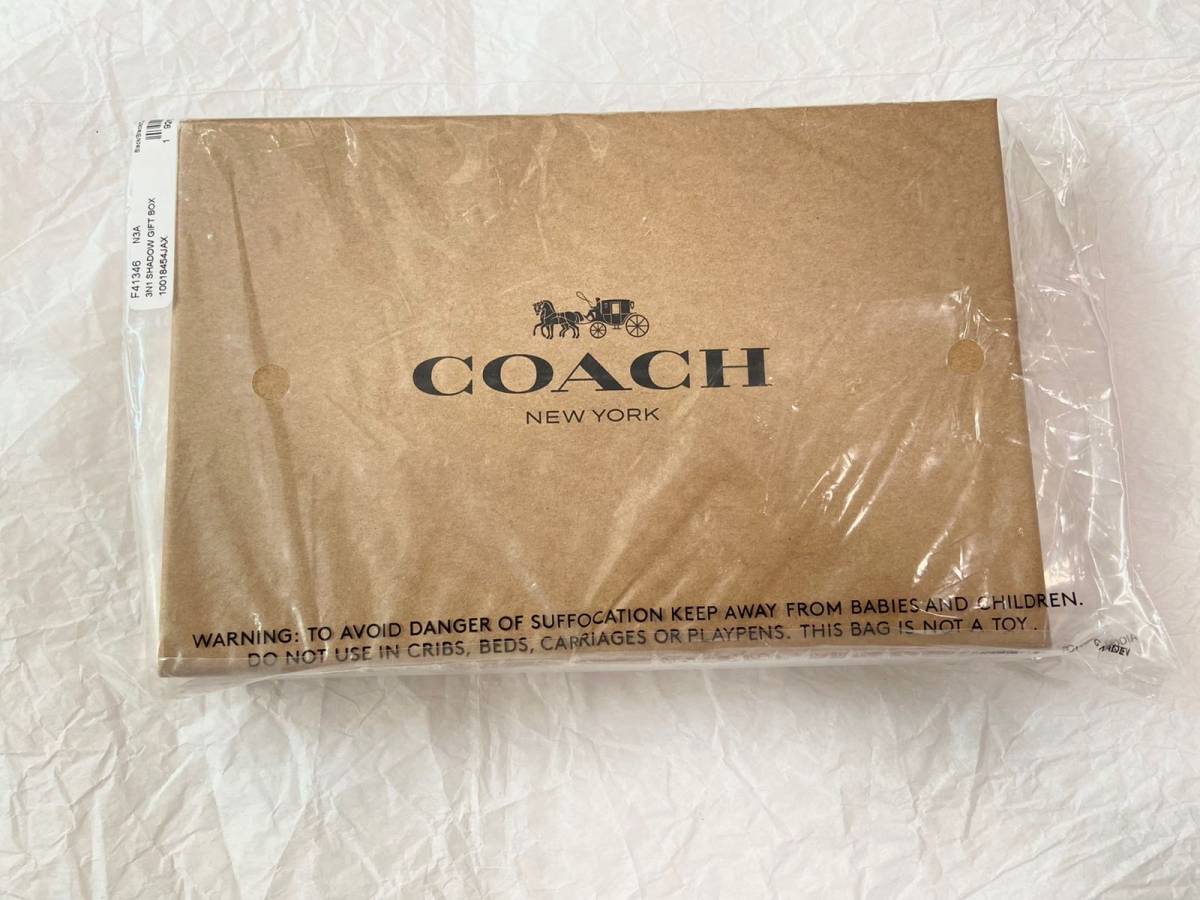 COACH
NEW YORK
WARNING: TO AVOID DANGER OF SUFFOCATION KEEP AWAY FROM BABIES AND CHILDREN.
DO NOT USE IN CRIBS, BEDS, CARRIAGES OR PLAYPENS. THIS BAG IS NOT A TOY.
F41346 N3A
3N1 SHADOW GIFT BOX
10018454JAX